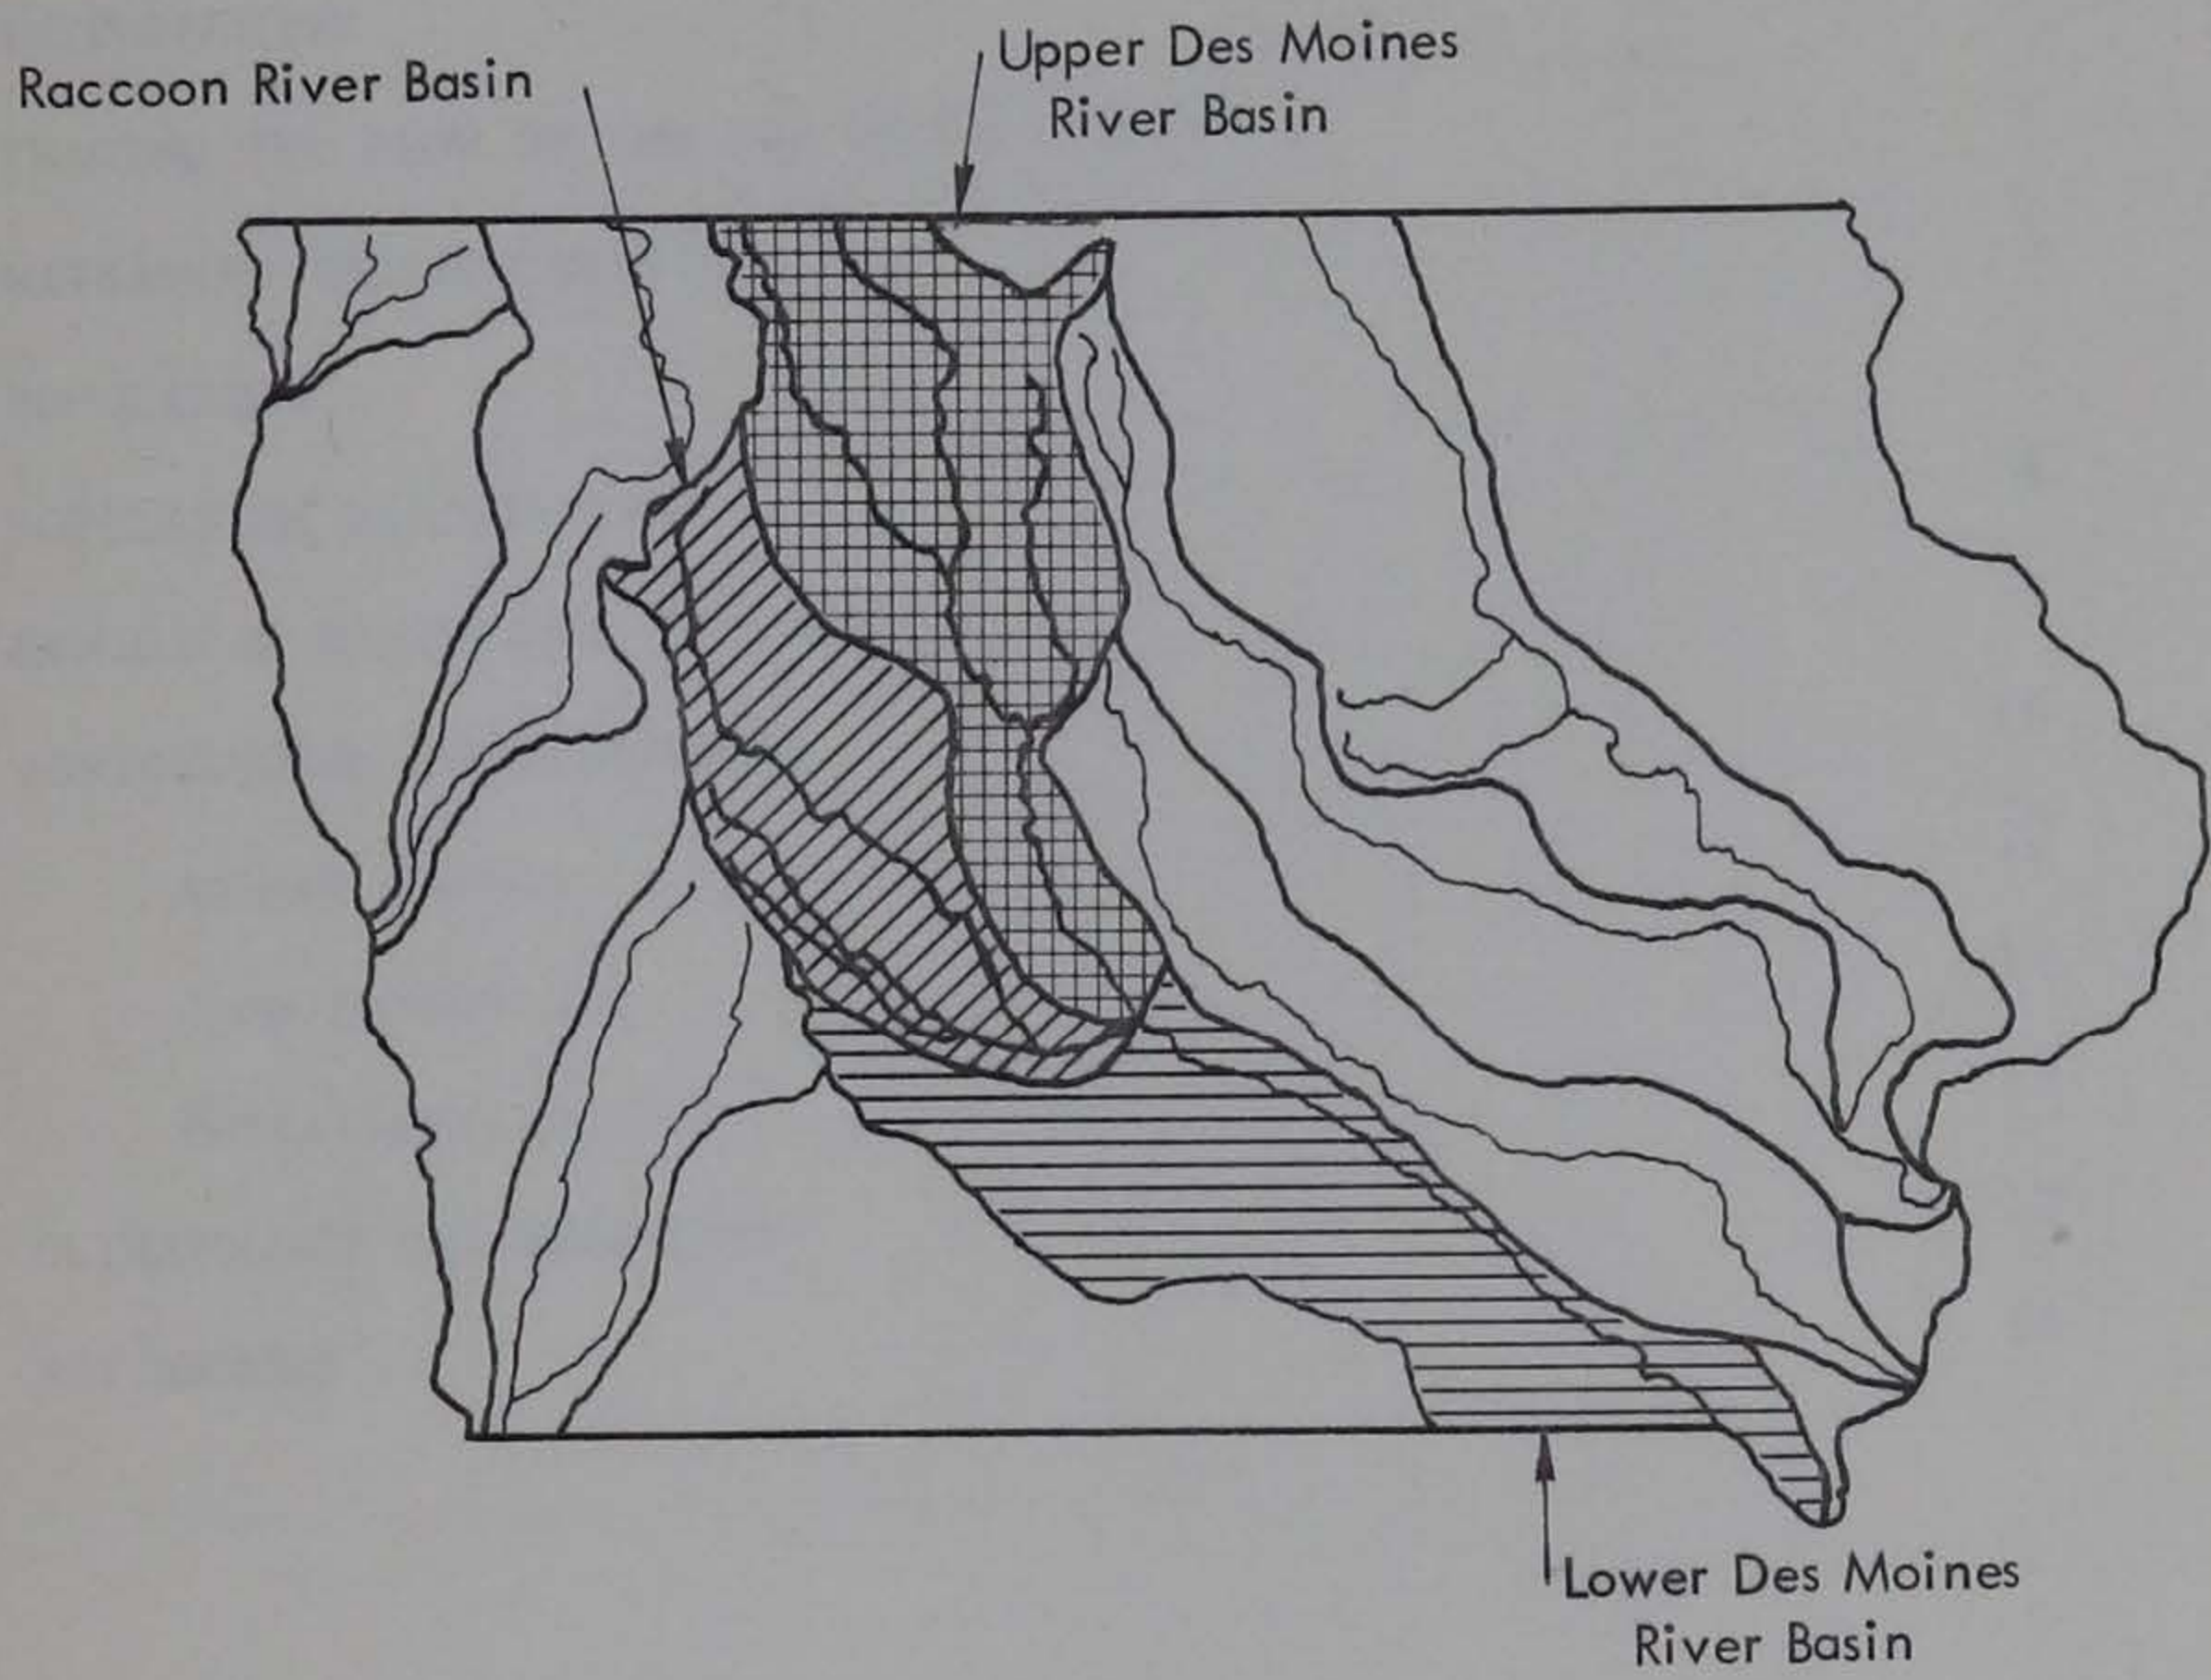 Raccoon River Basin
Upper Des Moines
River Basin
Lower Des Moines
River Basin